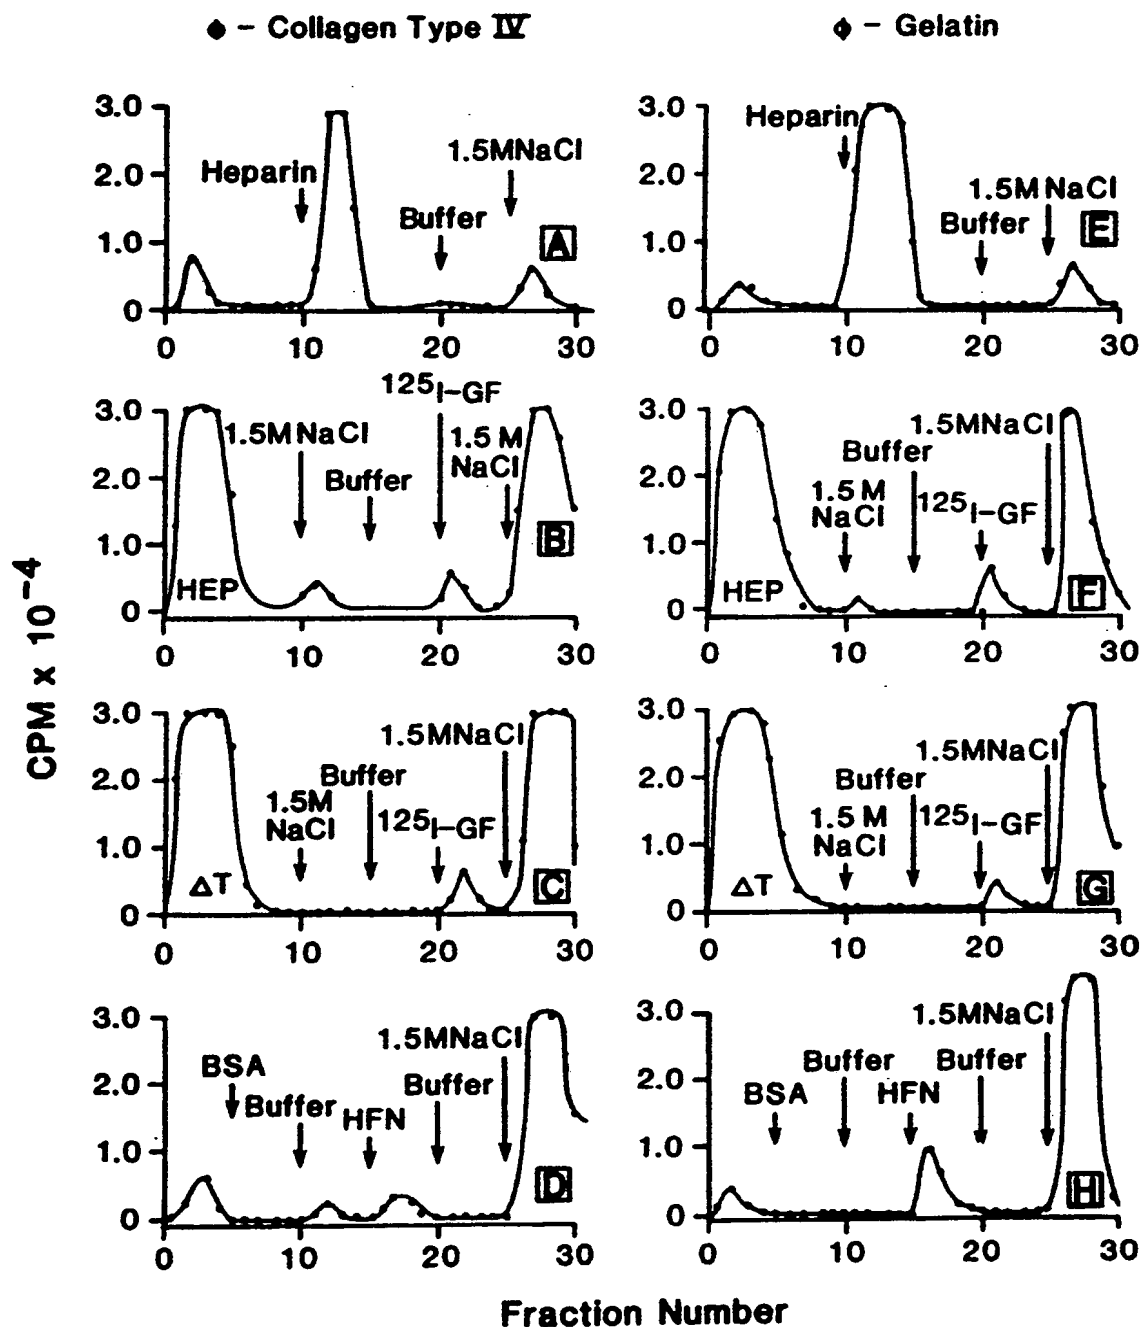 – Collagen Type IV
– Gelatin
CPM x 10⁻⁴
3.0
2.0
1.0
0
Heparin
Buffer
1.5MNaCl
A
0 10 20 30
3.0
2.0
1.0
0
Heparin
Buffer
1.5M NaCl
E
0 10 20 30
3.0
2.0
1.0
0
HEP
1.5M NaCl
Buffer
¹²⁵I-GF
1.5 M
NaCl
B
0 10 20 30
3.0
2.0
1.0
0
HEP
1.5 M
NaCl
Buffer
¹²⁵I-GF
1.5MNaCl
F
0 10 20 30
3.0
2.0
1.0
0
ΔT
1.5M
NaCl
Buffer
¹²⁵I-GF
1.5MNaCl
C
0 10 20 30
3.0
2.0
1.0
0
ΔT
1.5 M
NaCl
Buffer
¹²⁵I-GF
1.5MNaCl
G
0 10 20 30
3.0
2.0
1.0
0
BSA
Buffer
HFN
Buffer
1.5MNaCl
D
0 10 20 30
3.0
2.0
1.0
0
BSA
Buffer
HFN
Buffer
1.5MNaCl
H
0 10 20 30
Fraction Number